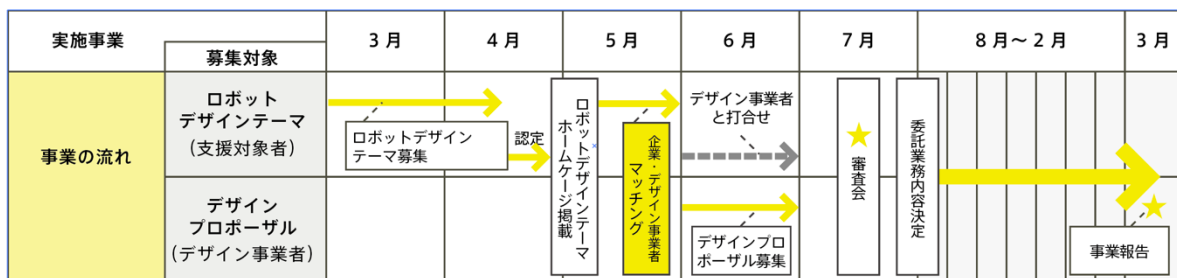 実施事業
募集対象
3月
4月
5月
6月
7月
8月～2月
3月
事業の流れ
ロボット
デザインテーマ
(支援対象者)
ロボットデザイン
テーマ募集
認定
ロボットデザインテーマ
ホームケージ掲載
企業・デザイン事業者
マッチング
デザイン事業者
と打合せ
審査会
委託業務内容決定
デザイン
プロポーザル
(デザイン事業者)
デザインプロ
ポーザル募集
事業報告